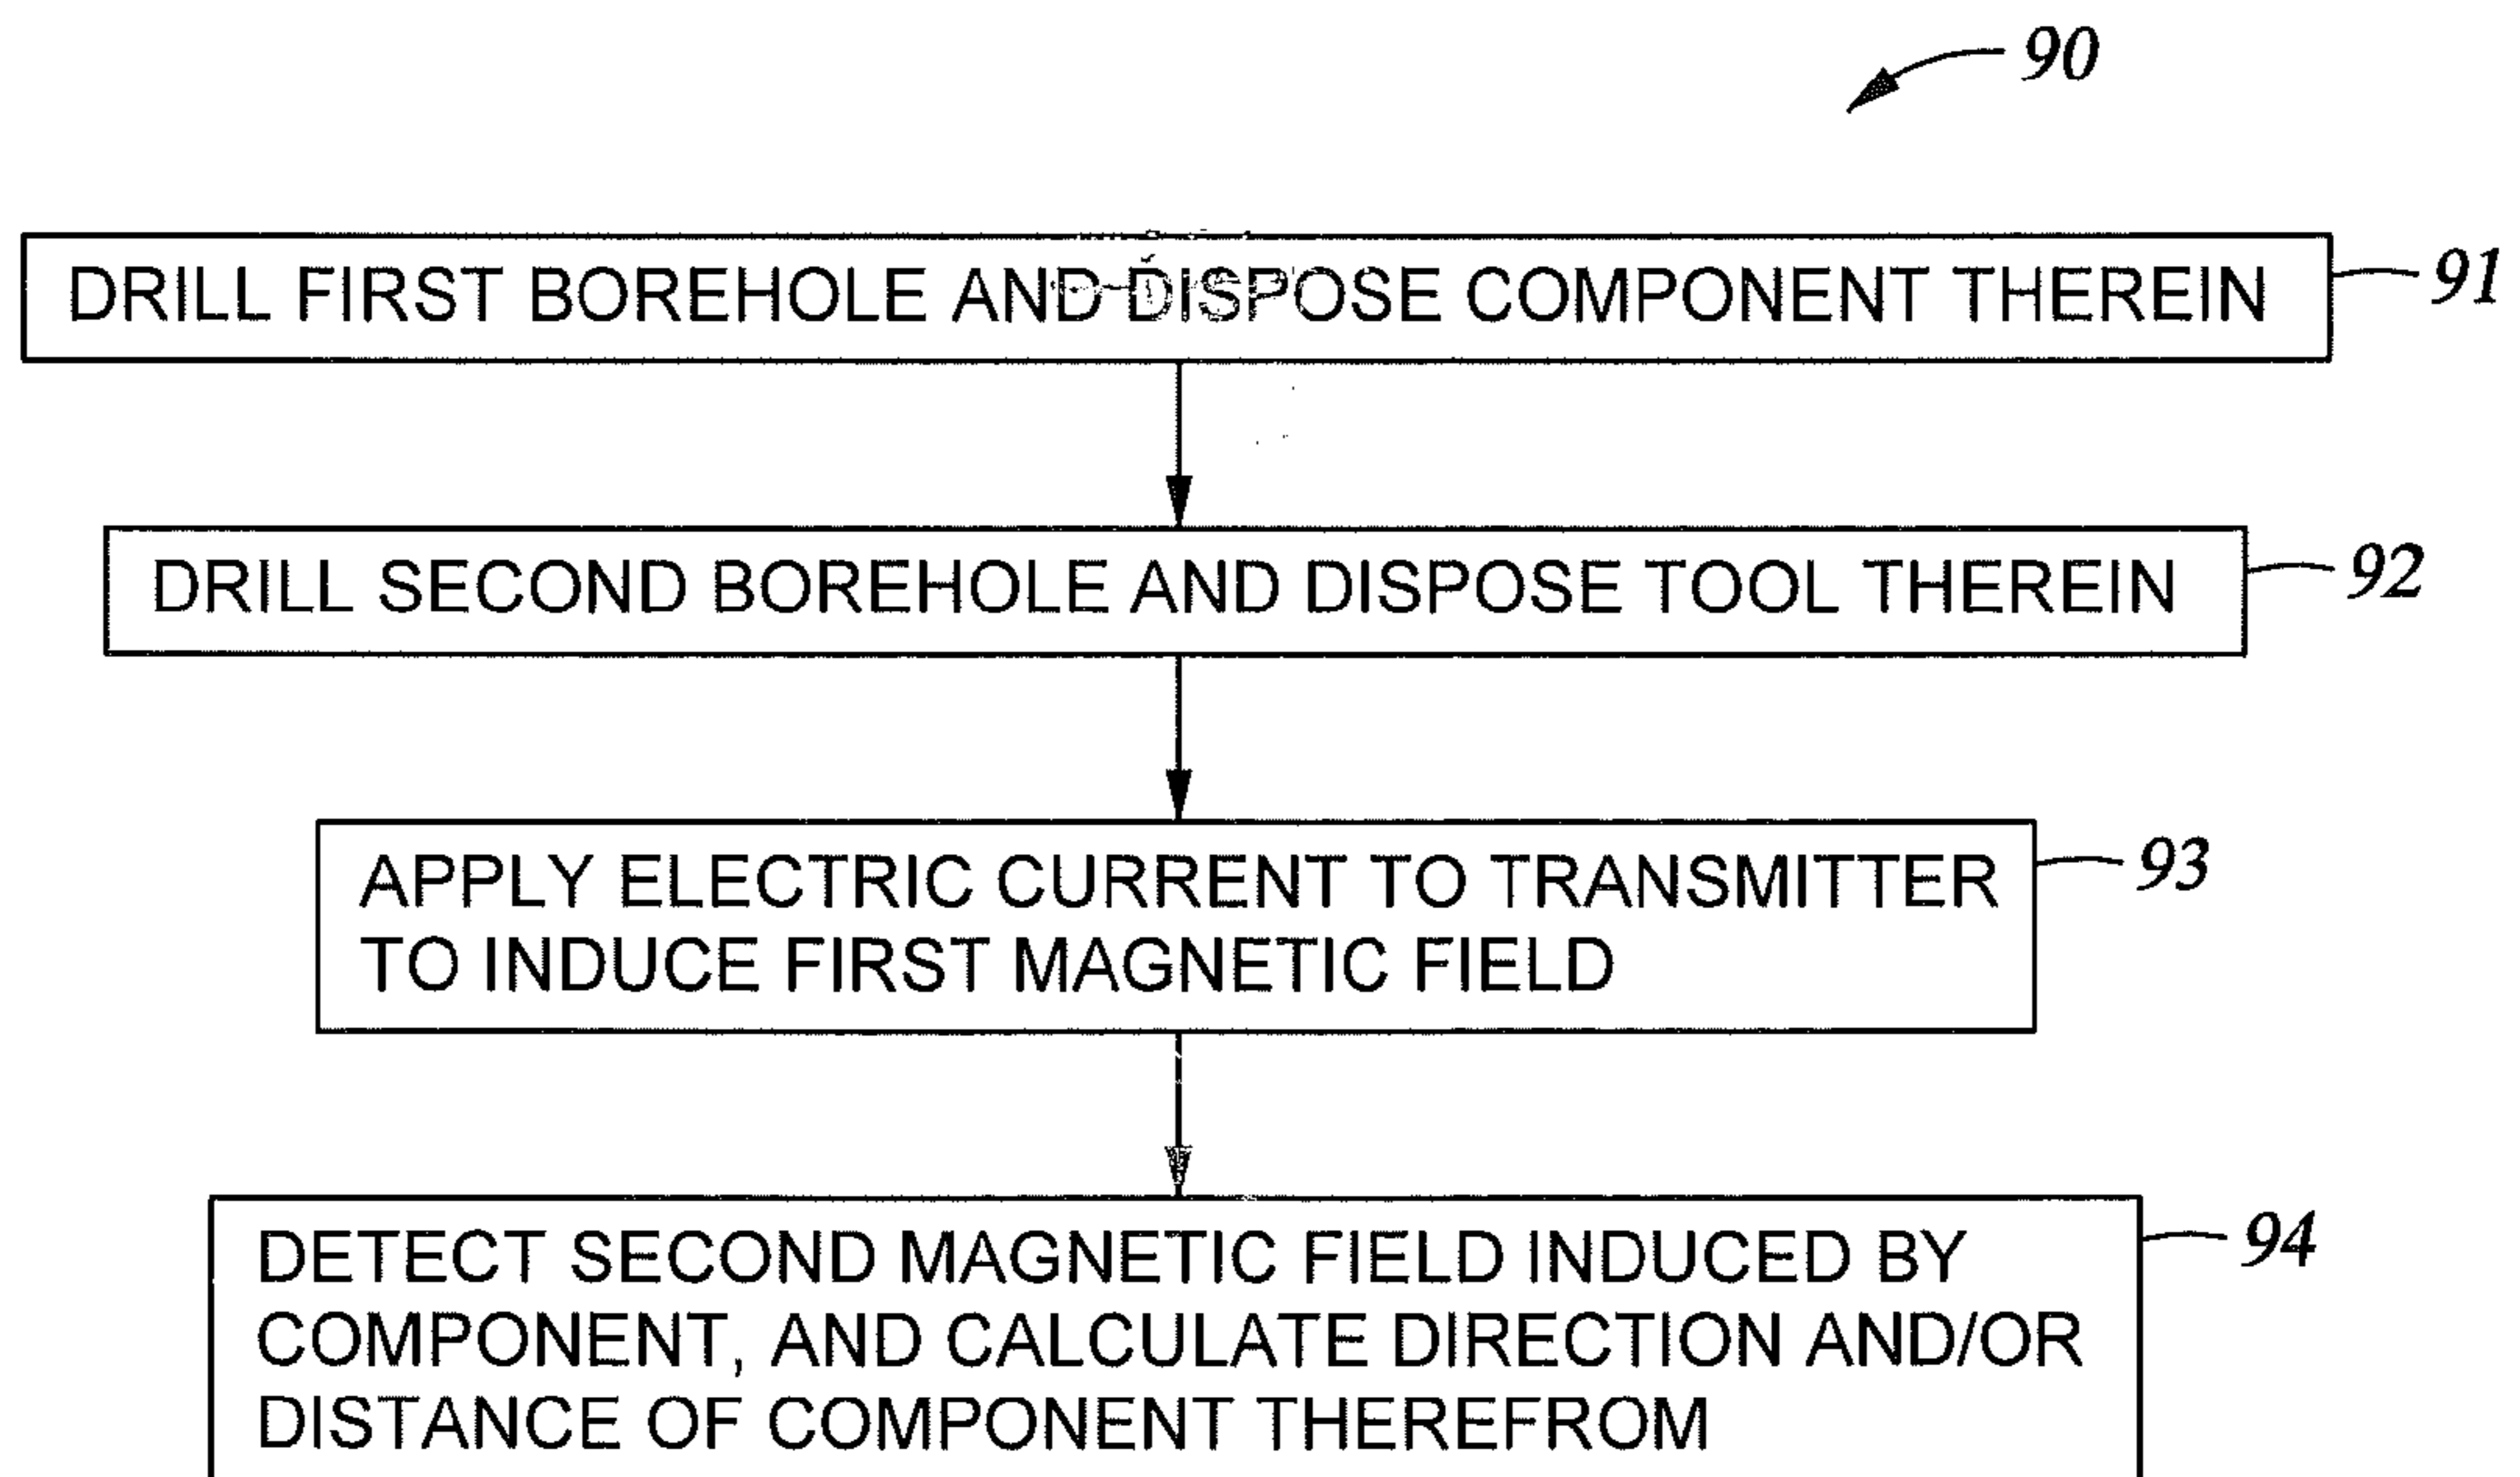 90
DRILL FIRST BOREHOLE AND DISPOSE COMPONENT THEREIN
91
DRILL SECOND BOREHOLE AND DISPOSE TOOL THEREIN
92
APPLY ELECTRIC CURRENT TO TRANSMITTER
93
TO INDUCE FIRST MAGNETIC FIELD
DETECT SECOND MAGNETIC FIELD INDUCED BY
94
COMPONENT, AND CALCULATE DIRECTION AND/OR
DISTANCE OF COMPONENT THEREFROM